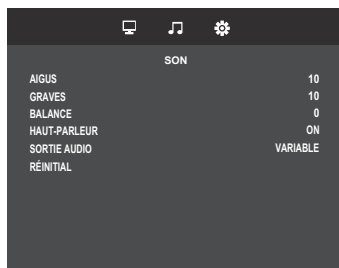 SON
AIGUS 10
GRAVES 10
BALANCE 0
HAUT-PARLEUR ON
SORTIE AUDIO VARIABLE
RÉINITIAL